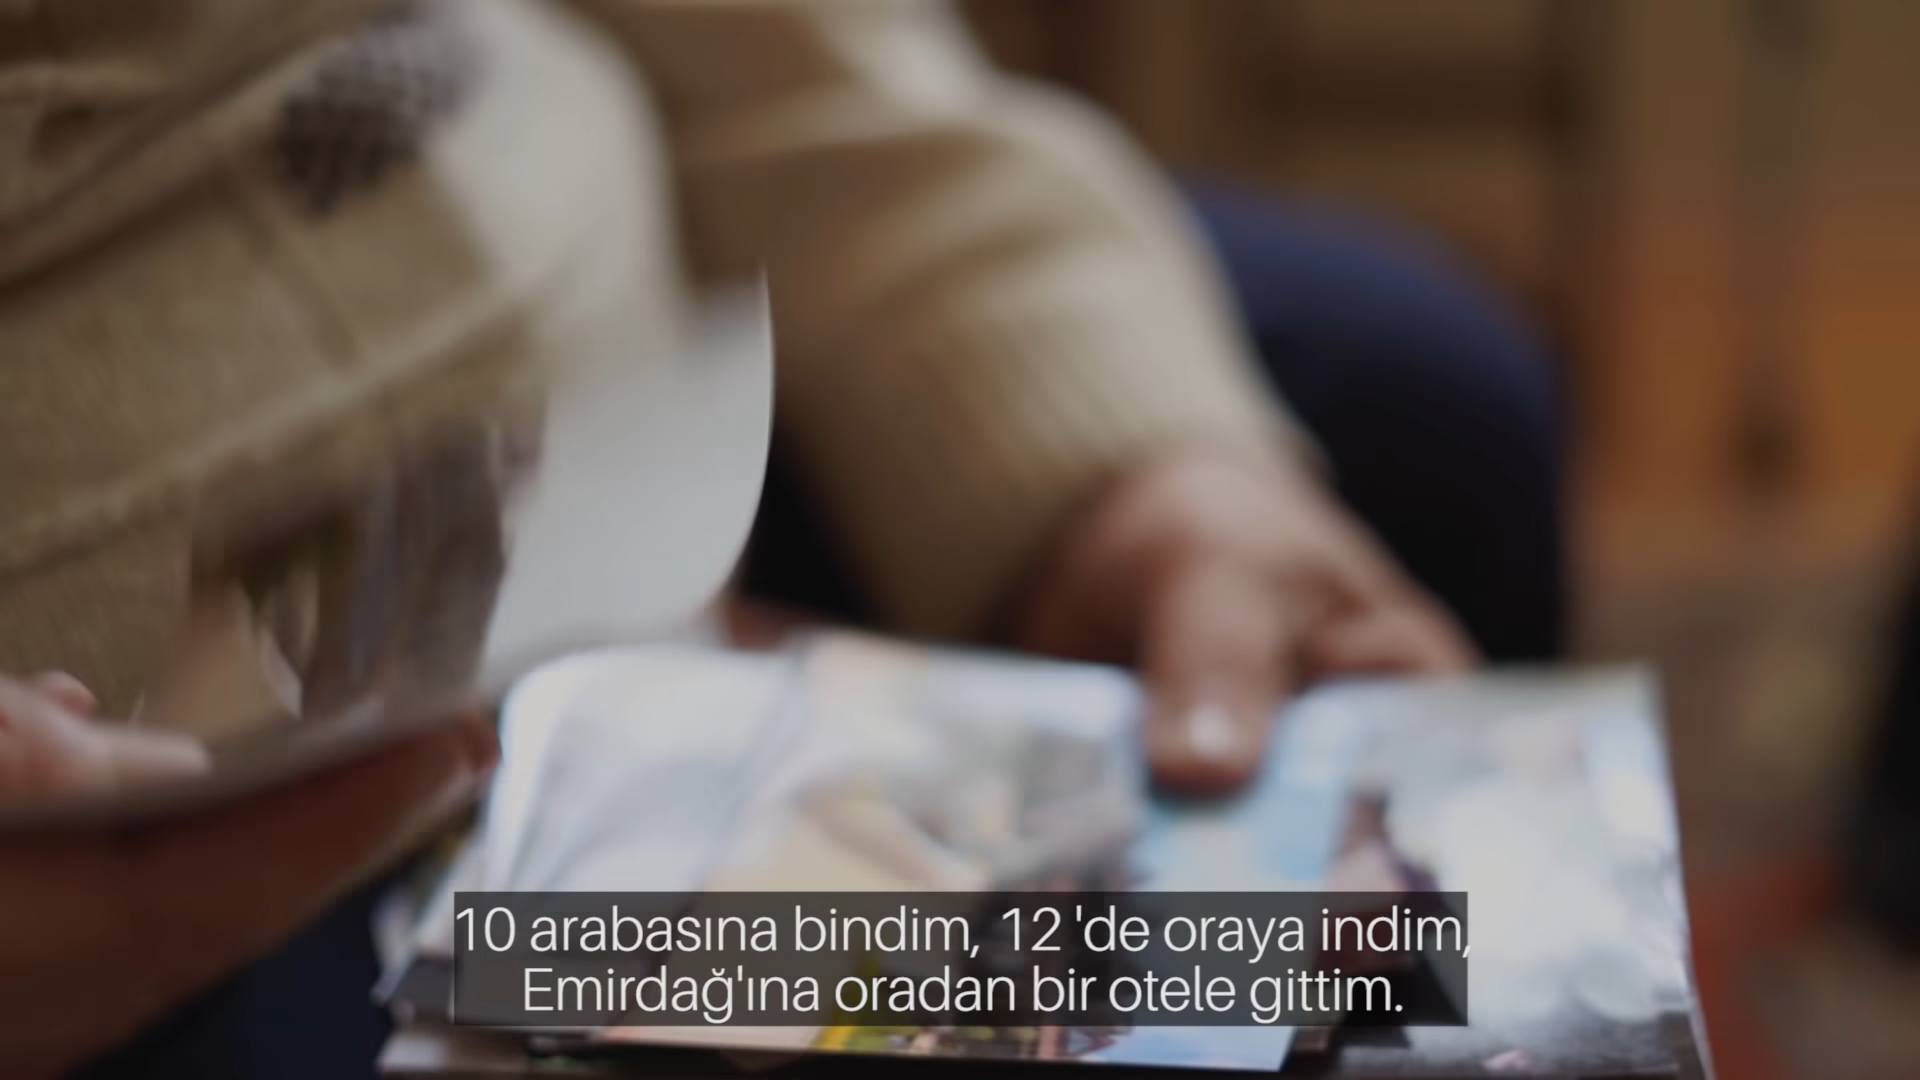 10 arabasına bindim, 12 'de oraya indim,
Emirdağ'ına oradan bir otele gittim.